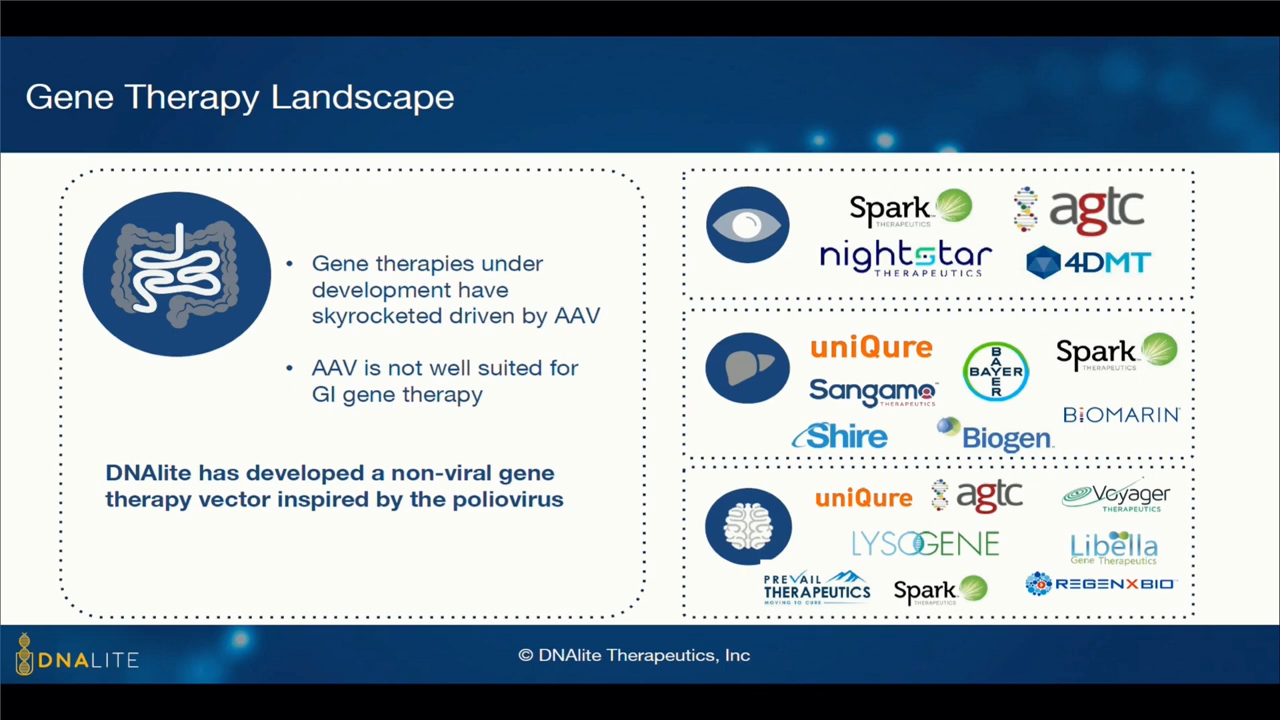 Gene Therapy Landscape
• Gene therapies under
development have
skyrocketed driven by AAV
• AAV is not well suited for
GI gene therapy
DNAlite has developed a non-viral gene
therapy vector inspired by the poliovirus
Spark
THERAPEUTICS
agtc
nightstar
THERAPEUTICS
4DMT
uniQure
BAYER
BAYER
Spark
THERAPEUTICS
Sangamo
THERAPEUTICS
BIOMARIN
Shire
Biogen
uniQure
agtc
Voyager
THERAPEUTICS
LYSOGENE
Libella
Gene Therapeutics
PREVAIL
THERAPEUTICS
MOVING TO CURE
Spark
THERAPEUTICS
REGENXBIO
DNALITE
© DNAlite Therapeutics, Inc